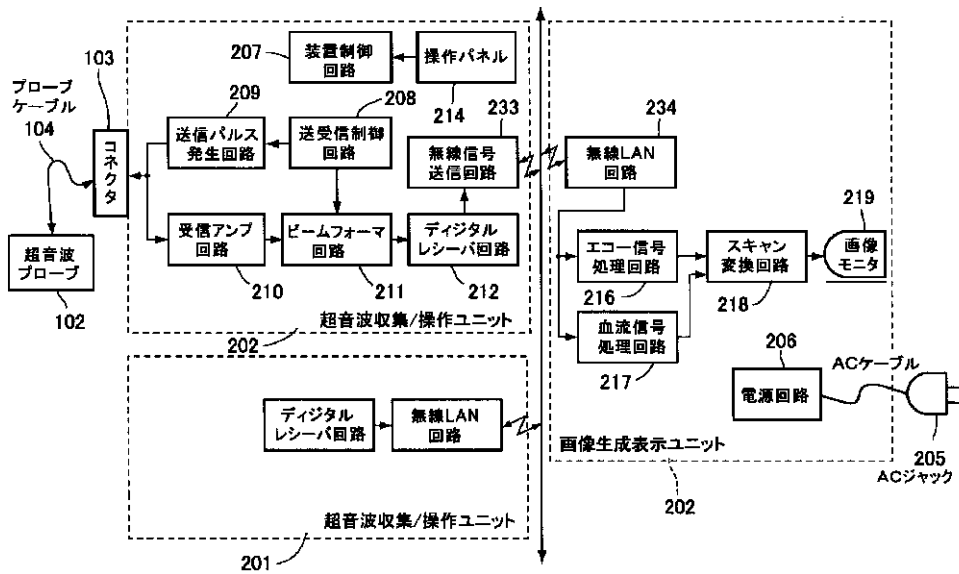 103
プローブ
ケーブル
104
コネクタ
超音波
プローブ
102
207
装置制御
回路
操作パネル
214
209
送信パルス
発生回路
208
送受信制御
回路
233
無線信号
送信回路
受信アンプ
回路
210
ビームフォーマ
回路
211
ディジタル
レシーバ回路
212
超音波収集/操作ユニット
202
ディジタル
レシーバ回路
無線LAN
回路
超音波収集/操作ユニット
201
234
無線LAN
回路
エコー信号
処理回路
216
血流信号
処理回路
217
スキャン
変換回路
218
219
画像
モニタ
206
電源回路
ACケーブル
205
ACジャック
画像生成表示ユニット
202